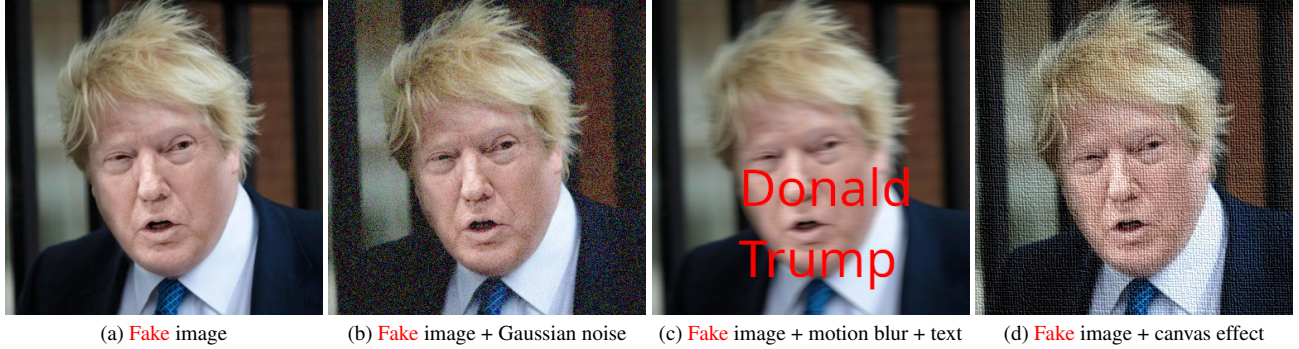 Donald
Trump
(a) Fake image
(b) Fake image + Gaussian noise
(c) Fake image + motion blur + text
(d) Fake image + canvas effect